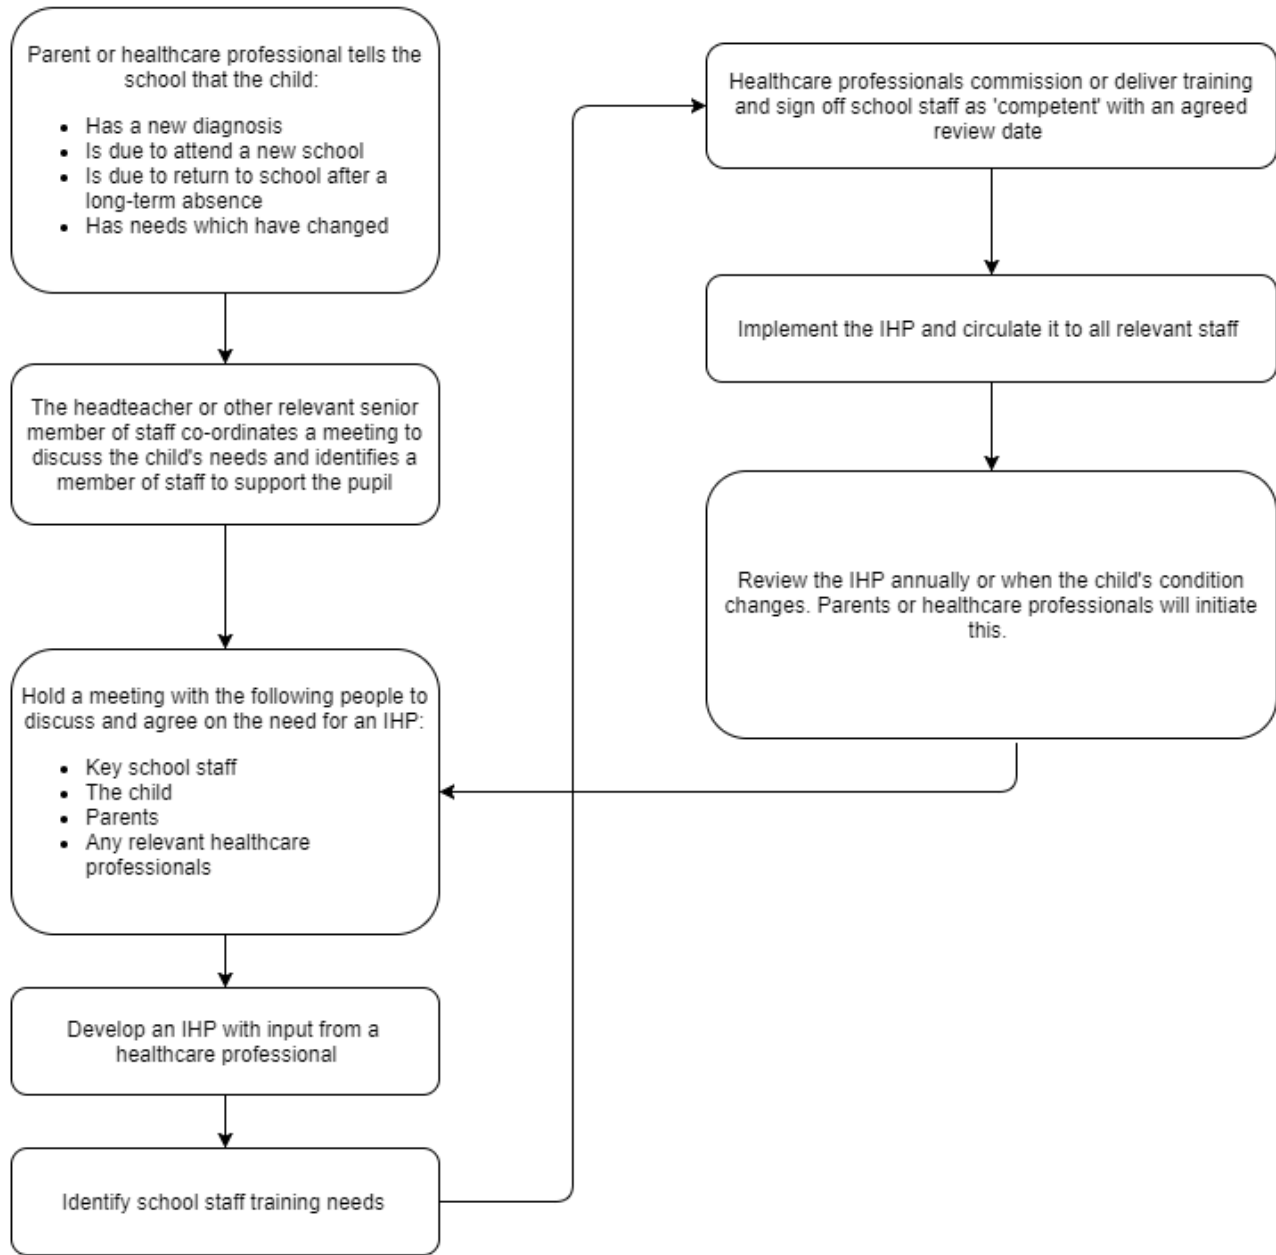 Parent or healthcare professional tells the
school that the child:
• Has a new diagnosis
• Is due to attend a new school
• Is due to return to school after a
long-term absence
• Has needs which have changed
The headteacher or other relevant senior
member of staff co-ordinates a meeting to
discuss the child's needs and identifies a
member of staff to support the pupil
Hold a meeting with the following people to
discuss and agree on the need for an IHP:
• Key school staff
• The child
• Parents
• Any relevant healthcare
professionals
Develop an IHP with input from a
healthcare professional
Identify school staff training needs
Healthcare professionals commission or deliver training
and sign off school staff as 'competent' with an agreed
review date
Implement the IHP and circulate it to all relevant staff
Review the IHP annually or when the child's condition
changes. Parents or healthcare professionals will initiate
this.